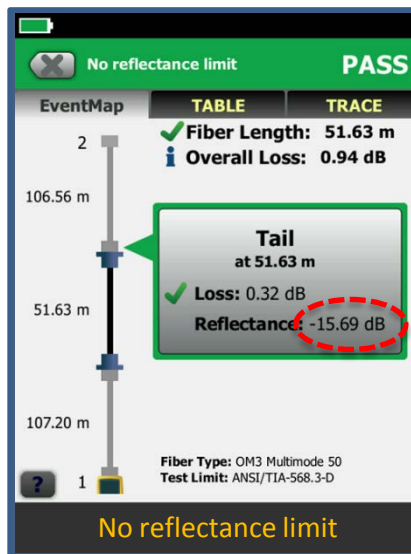 No reflectance limit
PASS
EventMap
TABLE
TRACE
2
Fiber Length: 51.63 m
i Overall Loss: 0.94 dB
106.56 m
Tail
at 51.63 m
Loss: 0.32 dB
Reflectance: -15.69 dB
51.63 m
107.20 m
Fiber Type: OM3 Multimode 50
Test Limit: ANSI/TIA-568.3-D
? 1
No reflectance limit